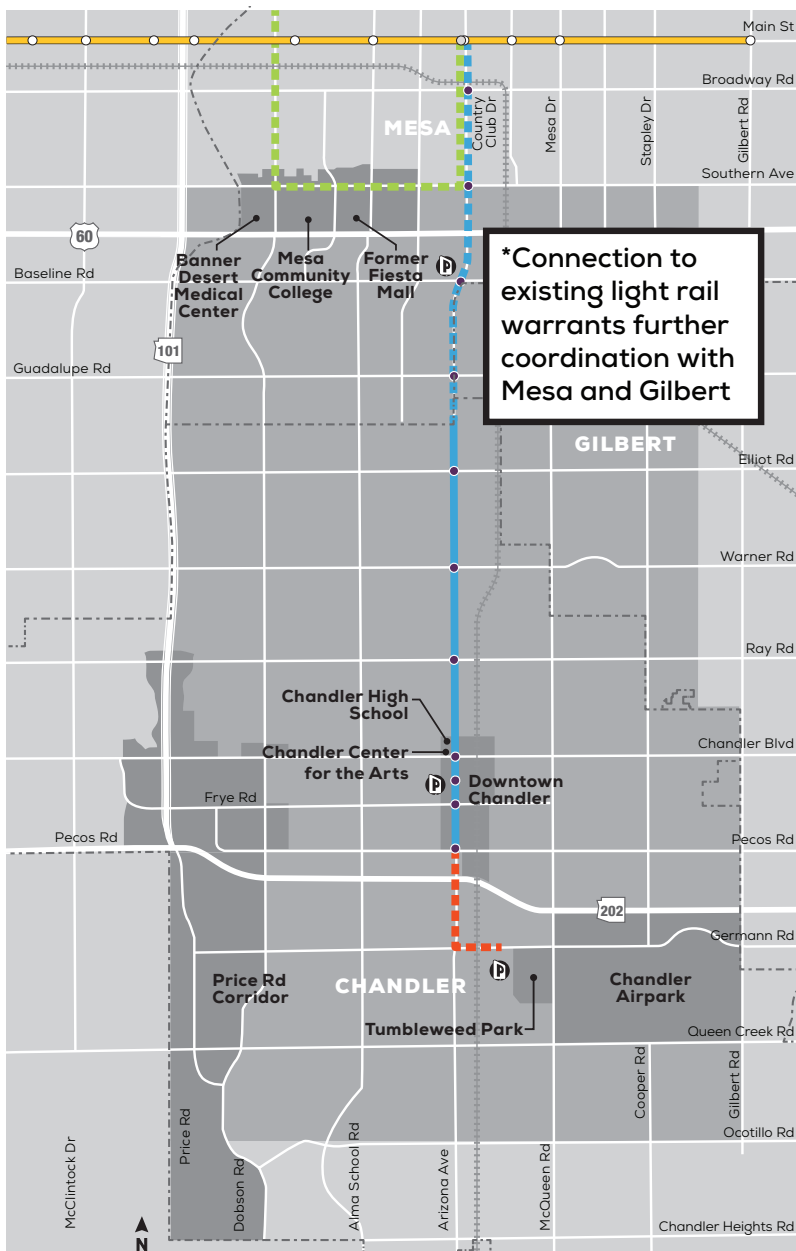 Main St
Broadway Rd
MESA
Country
Club Dr
Mesa Dr
Stapley Dr
Gilbert Rd
Southern Ave
60
Banner
Desert
Medical
Center
Mesa
Community
College
Former
Fiesta
Mall
P
*Connection to
existing light rail
warrants further
coordination with
Mesa and Gilbert
Baseline Rd
101
Guadalupe Rd
GILBERT
Elliot Rd
Warner Rd
Ray Rd
Chandler High
School
Chandler Center
for the Arts
Chandler Blvd
P
Downtown
Chandler
Frye Rd
Pecos Rd
Pecos Rd
202
Germann Rd
P
Price Rd
Corridor
CHANDLER
Chandler
Airpark
Tumbleweed Park
Queen Creek Rd
Cooper Rd
Gilbert Rd
Ocotillo Rd
McClintock Dr
Price Rd
Dobson Rd
Alma School Rd
Arizona Ave
McQueen Rd
Chandler Heights Rd
N